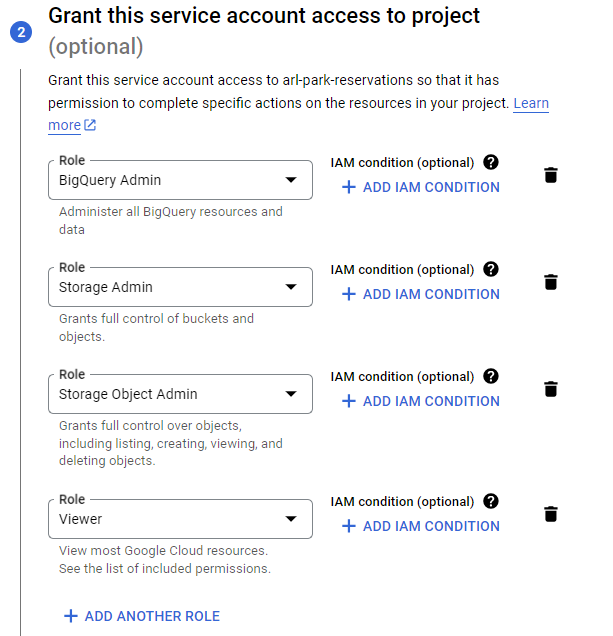 2
Grant this service account access to project
(optional)
Grant this service account access to arl-park-reservations so that it has
permission to complete specific actions on the resources in your project. Learn
more
Role
BigQuery Admin
IAM condition (optional) ?
+ ADD IAM CONDITION
Administer all BigQuery resources and
data
Role
Storage Admin
IAM condition (optional) ?
+ ADD IAM CONDITION
Grants full control of buckets and
objects.
Role
Storage Object Admin
IAM condition (optional) ?
+ ADD IAM CONDITION
Grants full control over objects,
including listing, creating, viewing, and
deleting objects.
Role
Viewer
IAM condition (optional) ?
+ ADD IAM CONDITION
View most Google Cloud resources.
See the list of included permissions.
+ ADD ANOTHER ROLE